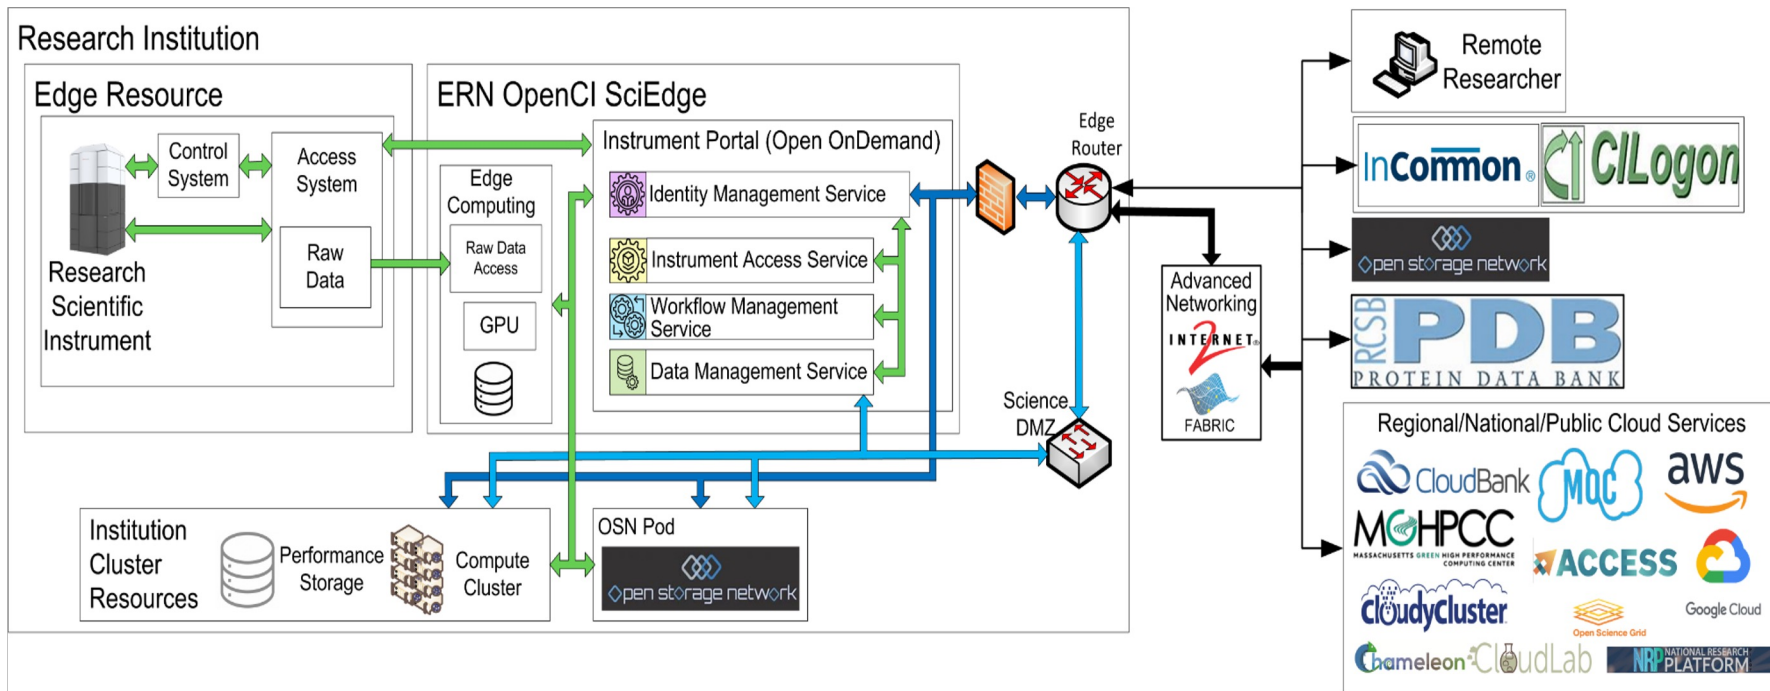 Research Institution
Edge Resource
Control
System
Access
System
Raw
Data
Research
Scientific
Instrument
ERN OpenCI SciEdge
Edge
Computing
Raw Data
Access
GPU
Instrument Portal (Open OnDemand)
Identity Management Service
Instrument Access Service
Workflow Management
Service
Data Management Service
Edge
Router
Science
DMZ
Institution
Cluster
Resources
Performance
Storage
Compute
Cluster
OSN Pod
Open storage network
Advanced
Networking
INTERNET®
2
FABRIC
Remote
Researcher
InCommon®
CILogon
Open storage network
RCSB
PDB
PROTEIN DATA BANK
Regional/National/Public Cloud Services
CloudBank
MOC
aws
MGHPCC
MASSACHUSETTS GREEN HIGH PERFORMANCE
COMPUTING CENTER
ACCESS
Google Cloud
cloudyCluster
Open Science Grid
Chameleon
CloudLab
NRP
NATIONAL RESEARCH
PLATFORM